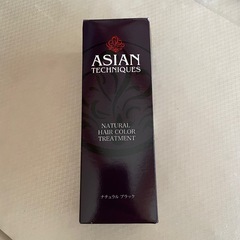 ASIAN
TECHNIQUES
NATURAL
HAIR COLOR
TREATMENT
ナチュラル ブラック